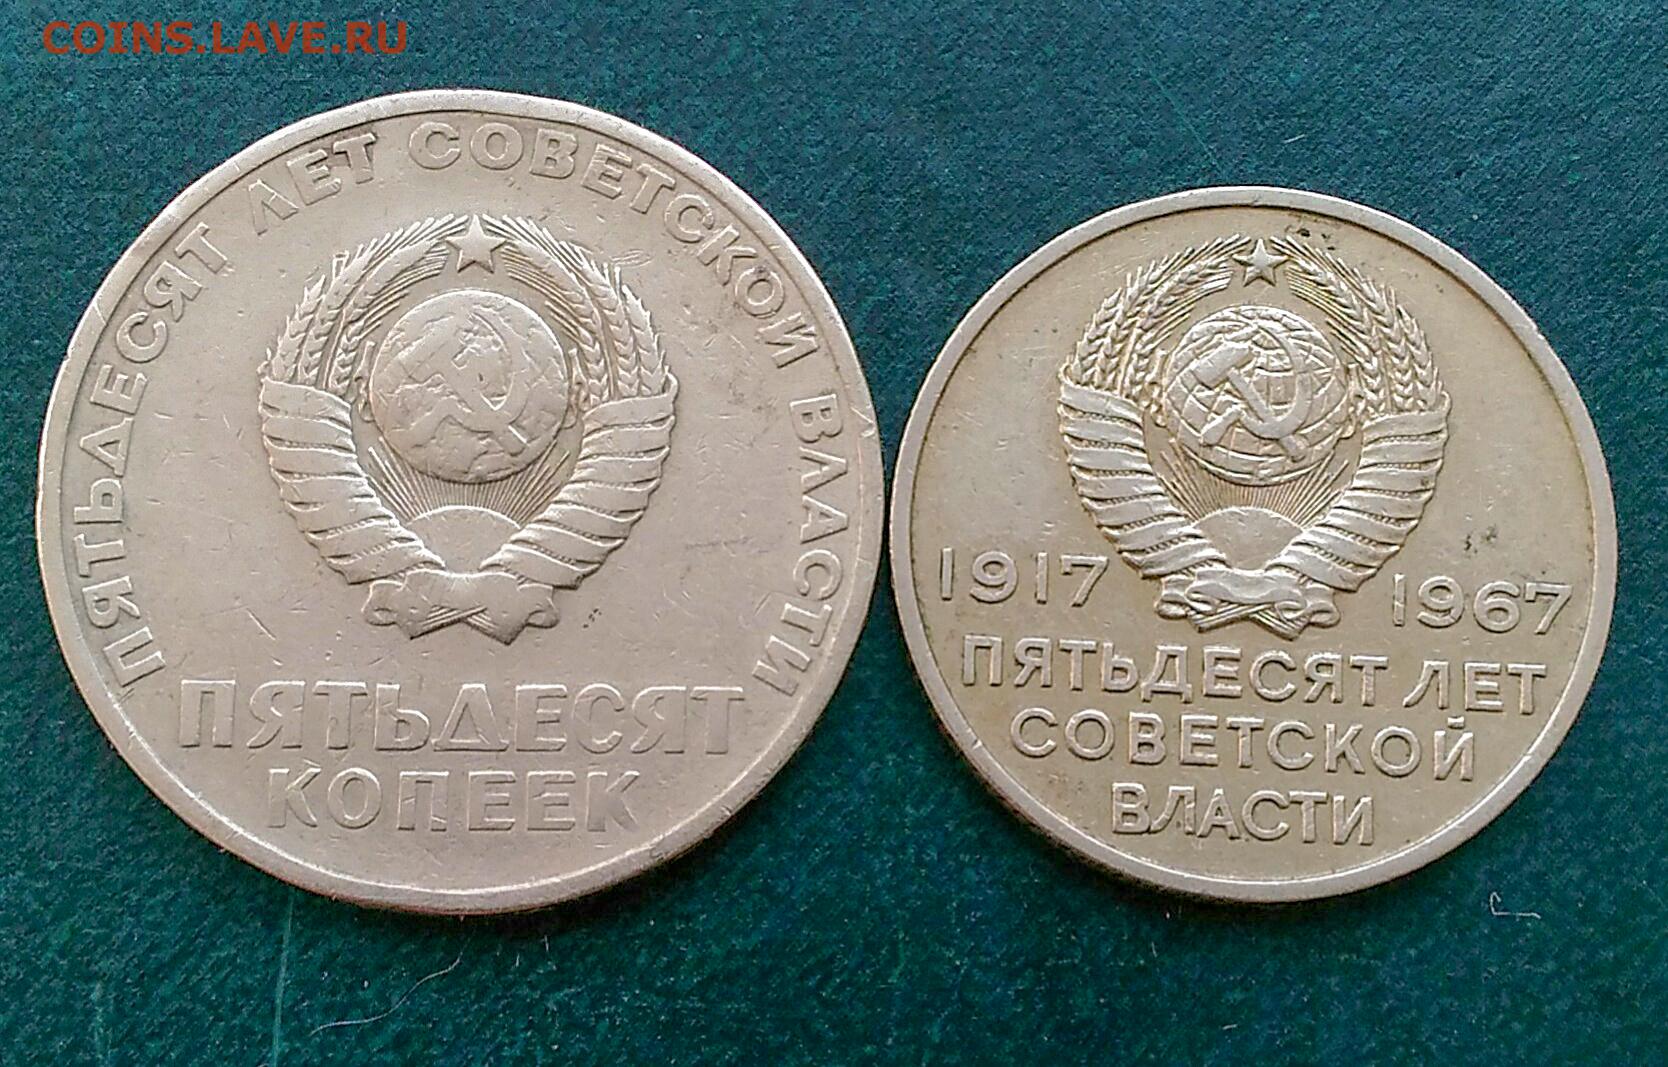 COINS.LAVE.RU
ПЯТЬДЕСЯТ ЛЕТ СОВЕТСКОЙ ВЛАСТИ
ПЯТЬДЕСЯТ
КОПЕЕК
1917 1967
ПЯТЬДЕСЯТ ЛЕТ
СОВЕТСКОЙ
ВЛАСТИ